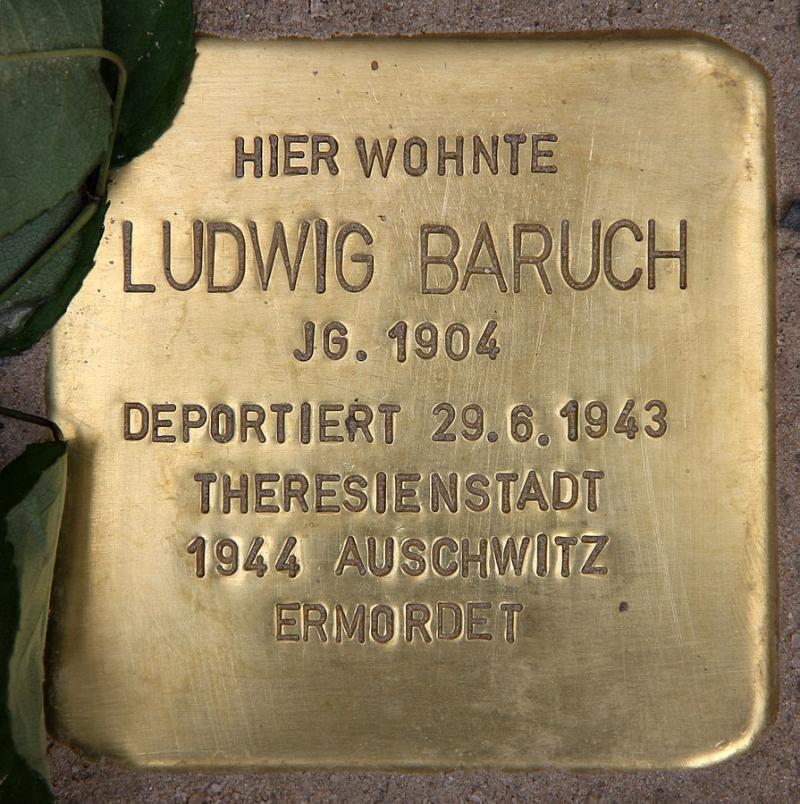 HIER WOHNTE
LUDWIG BARUCH
JG. 1904
DEPORTIERT 29.6.1943
THERESIENSTADT
1944 AUSCHWITZ
ERMORDET